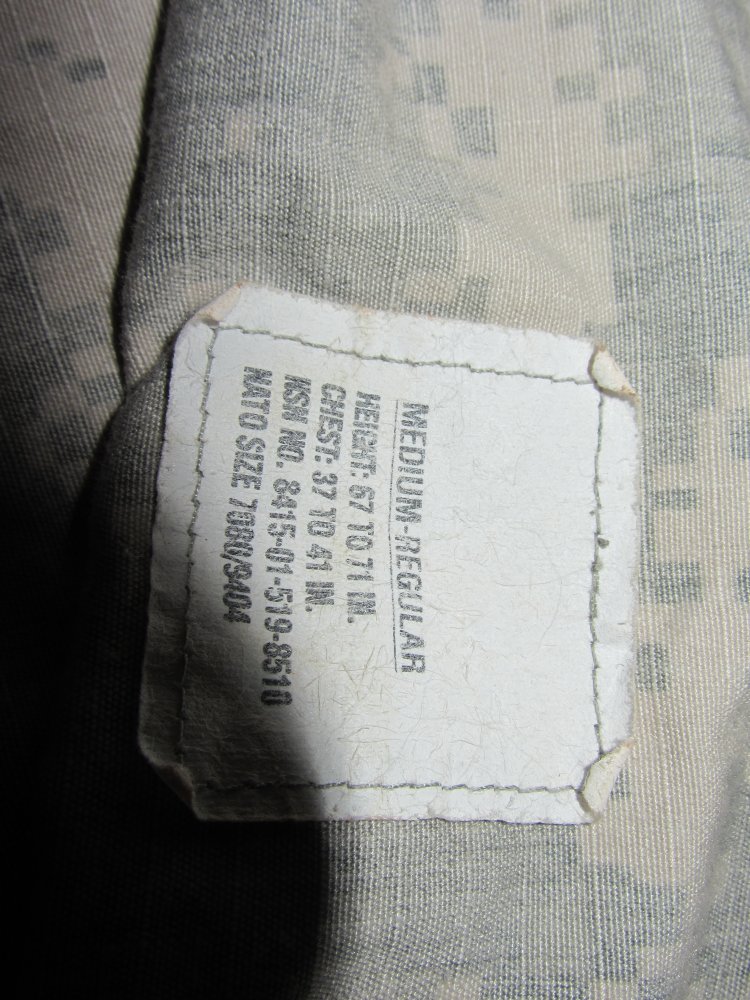 MEDIUM-REGULAR
HEIGHT: 67 TO 71 IN.
CHEST: 37 TO 41 IN.
NSN NO. 8415-01-519-8510
NATO SIZE 7080/9404